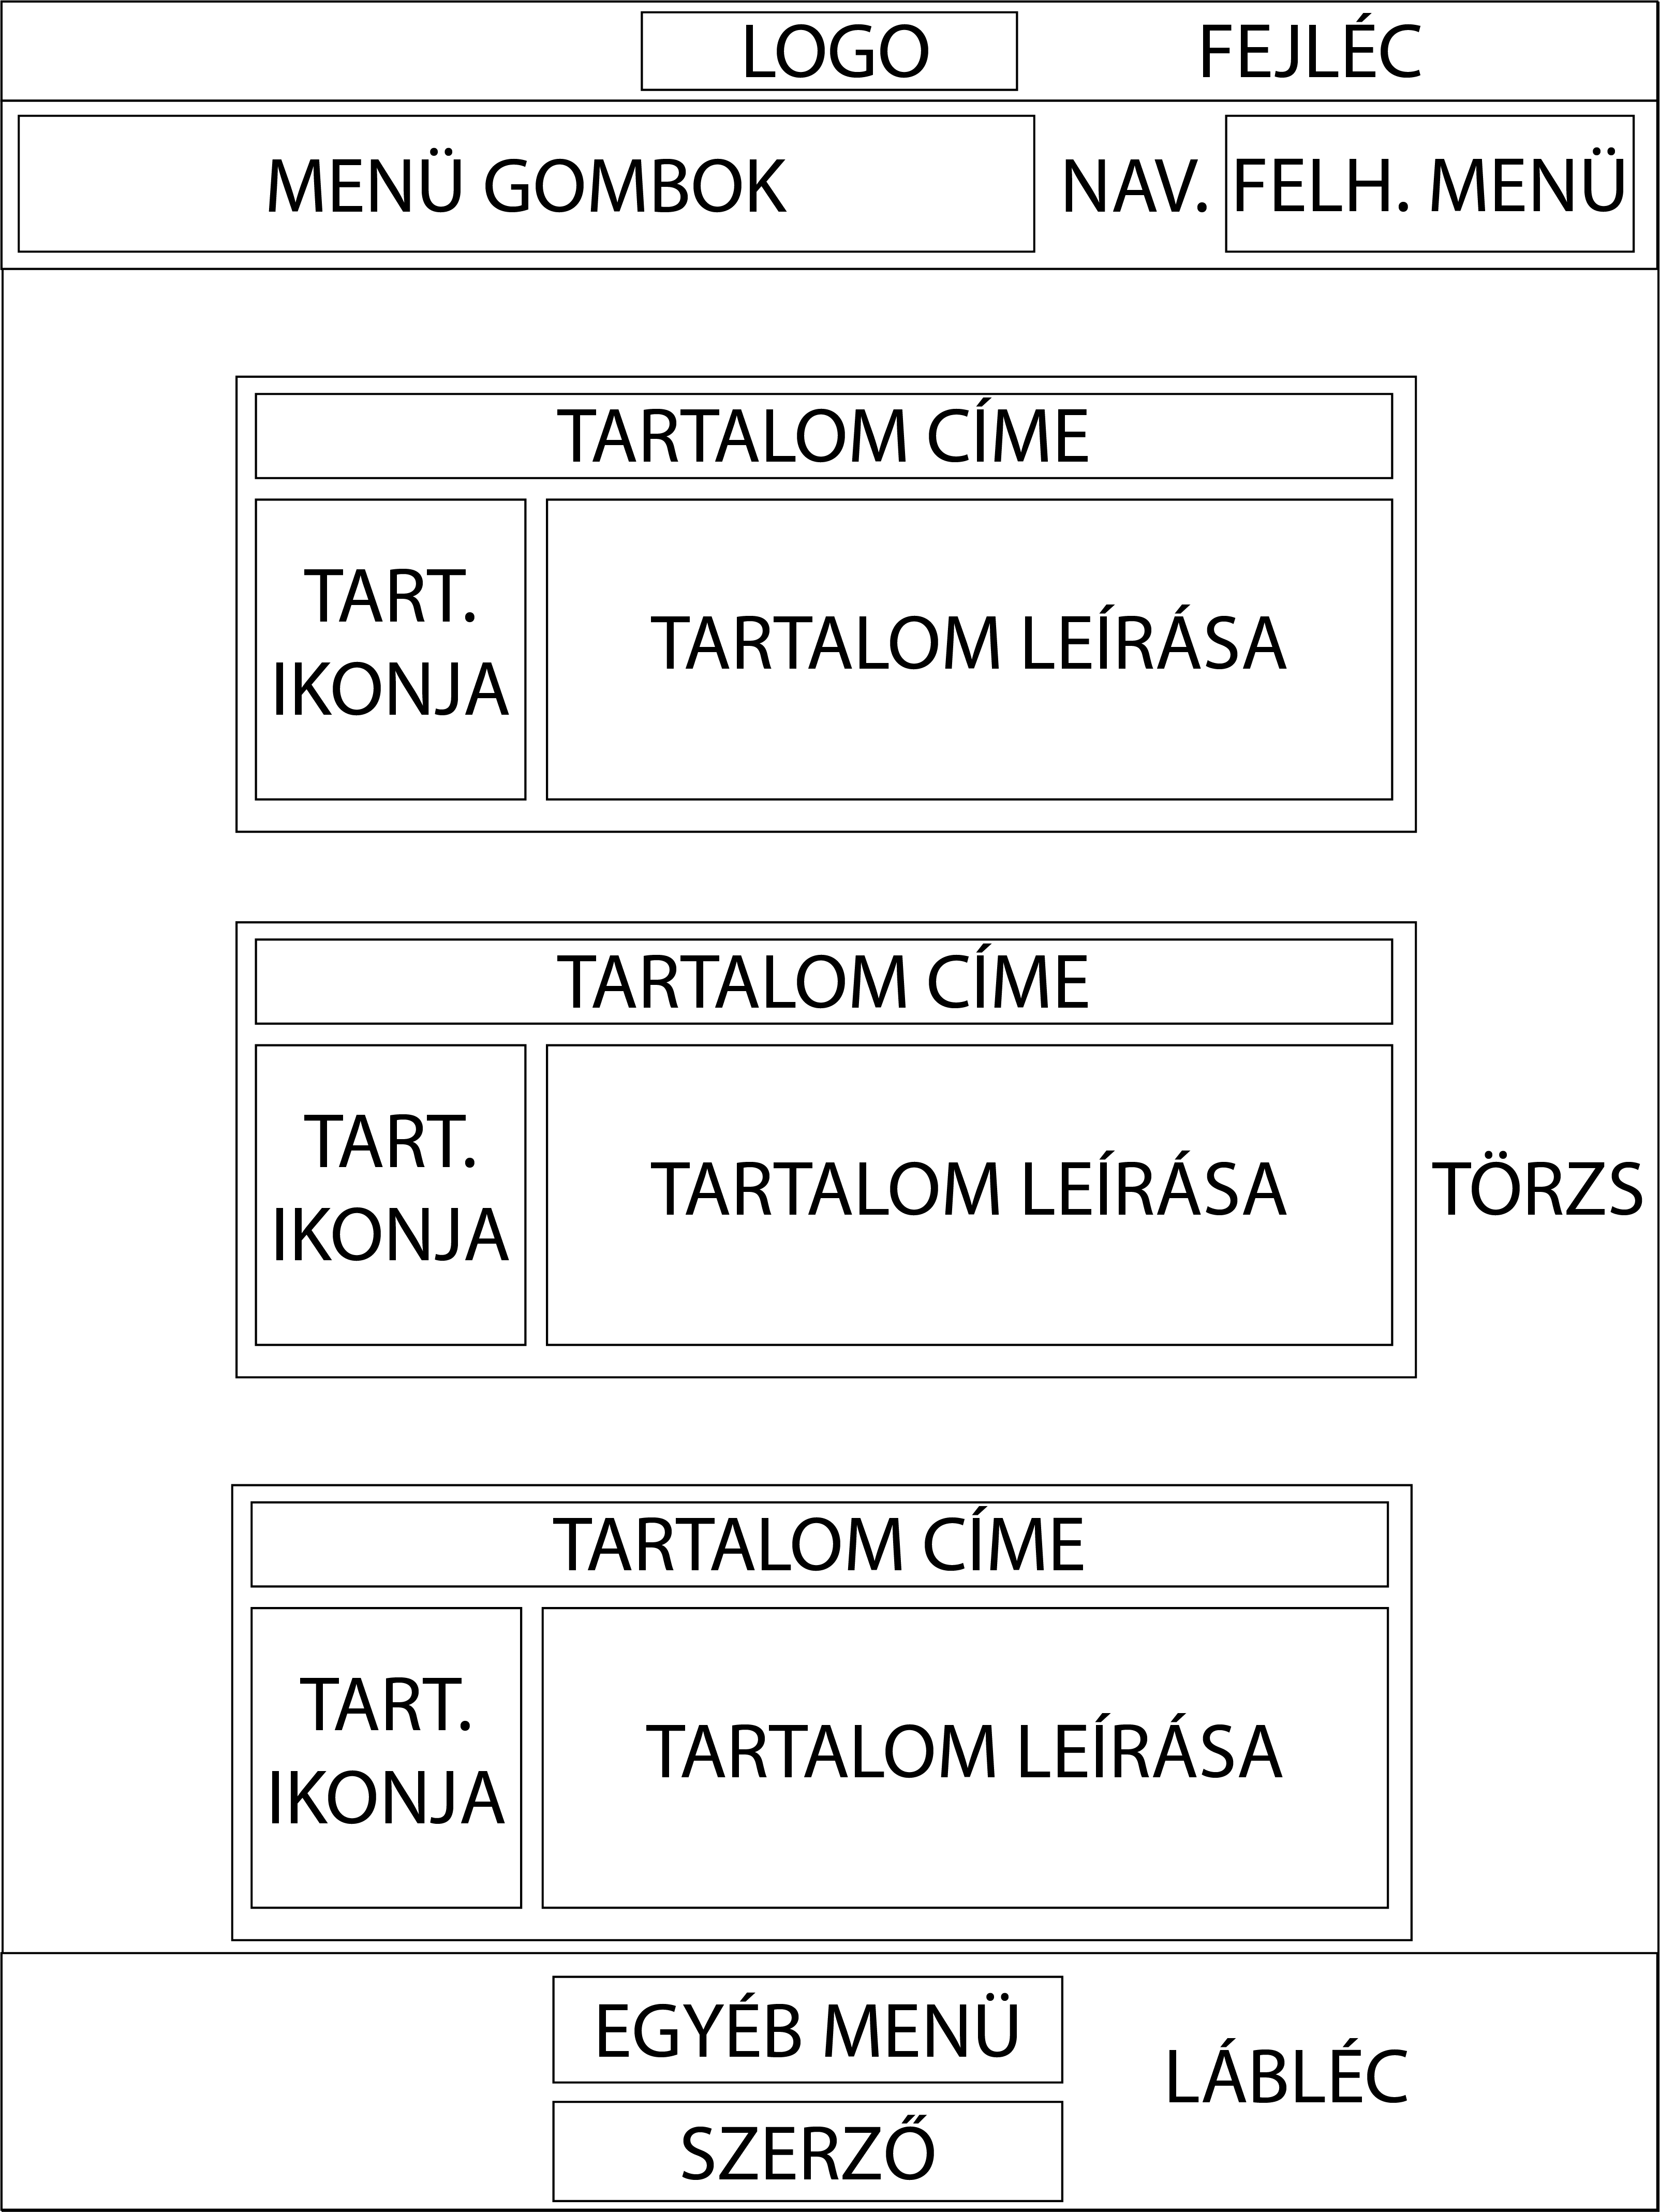 LOGO FEJLÉC
MENÜ GOMBOK NAV. FELH. MENÜ
TARTALOM CÍME
TART.
IKONJA
TARTALOM LEÍRÁSA
TARTALOM CÍME
TART.
IKONJA
TARTALOM LEÍRÁSA
TÖRZS
TARTALOM CÍME
TART.
IKONJA
TARTALOM LEÍRÁSA
EGYÉB MENÜ
LÁBLÉC
SZERZŐ